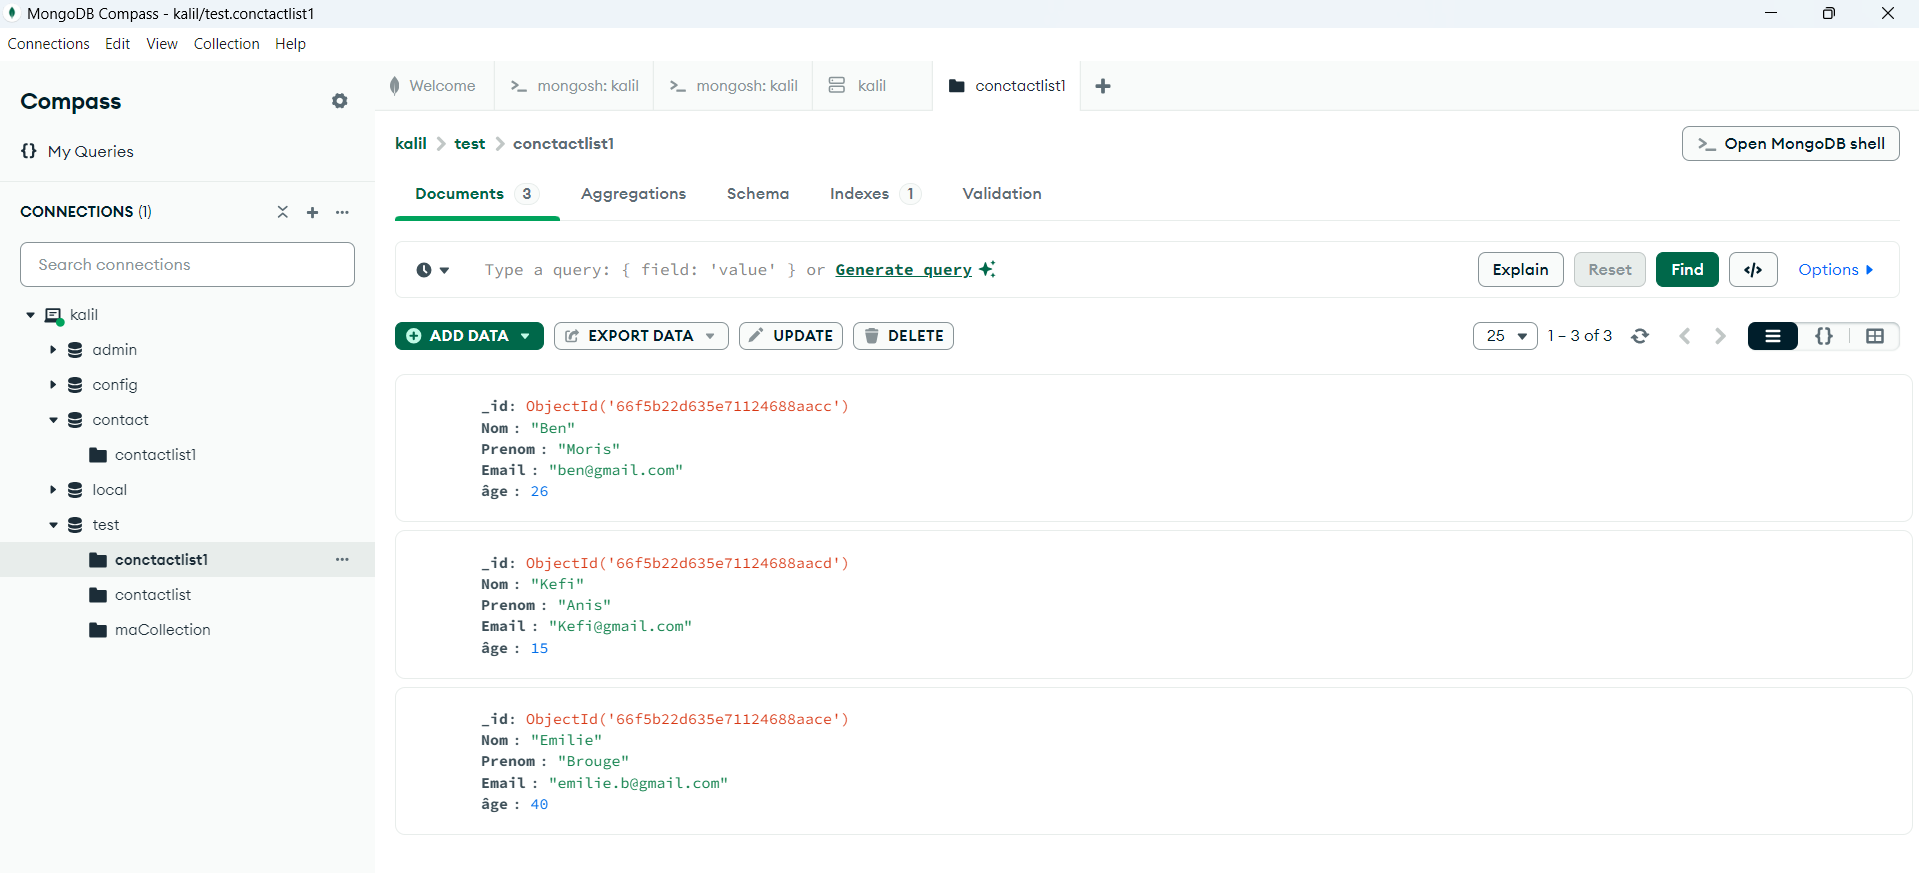 MongoDB Compass - kalil/test.conctactlist1
Connections Edit View Collection Help
Compass
My Queries
CONNECTIONS (1)
Search connections
kalil
admin
config
contact
contactlist1
local
test
conctactlist1
contactlist
maCollection
Welcome
mongosh: kalil
mongosh: kalil
kalil
conctactlist1
kalil > test > conctactlist1
>_ Open MongoDB shell
Documents 3 Aggregations Schema Indexes 1 Validation
Type a query: { field: 'value' } or Generate query
Explain Reset Find </> Options
ADD DATA EXPORT DATA UPDATE DELETE
25 1 – 3 of 3 {}
_id: ObjectId('66f5b22d635e71124688aacc')
Nom : "Ben"
Prenom : "Moris"
Email : "ben@gmail.com"
âge : 26
_id: ObjectId('66f5b22d635e71124688aacd')
Nom : "Kefi"
Prenom : "Anis"
Email : "Kefi@gmail.com"
âge : 15
_id: ObjectId('66f5b22d635e71124688aace')
Nom : "Emilie"
Prenom : "Brouge"
Email : "emilie.b@gmail.com"
âge : 40